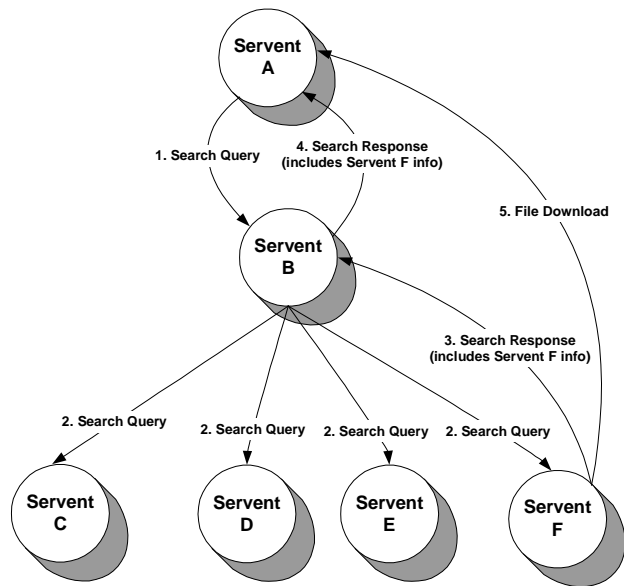 Servent
A
1. Search Query
4. Search Response
(includes Servent F info)
5. File Download
Servent
B
3. Search Response
(includes Servent F info)
2. Search Query
2. Search Query
2. Search Query
2. Search Query
Servent
C
Servent
D
Servent
E
Servent
F